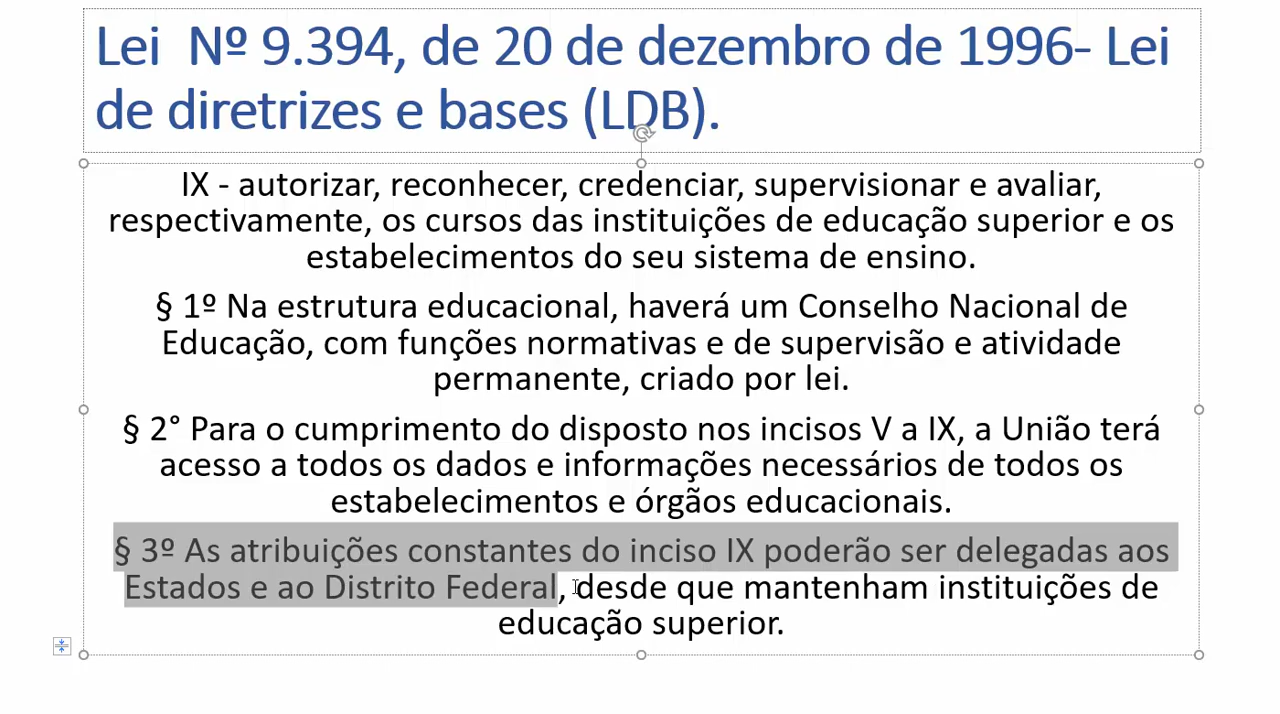 Lei  Nº 9.394, de 20 de dezembro de 1996- Lei
de diretrizes e bases (LDB).
IX - autorizar, reconhecer, credenciar, supervisionar e avaliar,
respectivamente, os cursos das instituições de educação superior e os
estabelecimentos do seu sistema de ensino.
§ 1º Na estrutura educacional, haverá um Conselho Nacional de
Educação, com funções normativas e de supervisão e atividade
permanente, criado por lei.
§ 2° Para o cumprimento do disposto nos incisos V a IX, a União terá
acesso a todos os dados e informações necessários de todos os
estabelecimentos e órgãos educacionais.
§ 3º As atribuições constantes do inciso IX poderão ser delegadas aos
Estados e ao Distrito Federal, desde que mantenham instituições de
educação superior.